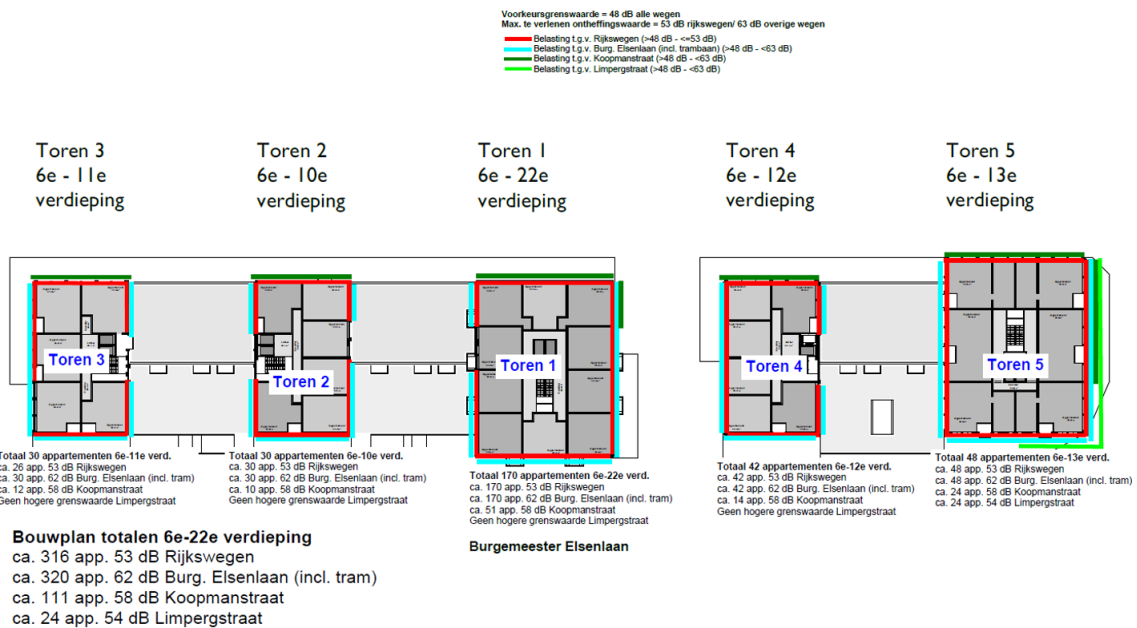 Voorkeursgrenswaarde = 48 dB alle wegen
Max. te verlenen ontheffingswaarde = 53 dB rijkswegen/ 63 dB overige wegen
Belasting t.g.v. Rijkswegen (>48 dB - <=53 dB)
Belasting t.g.v. Burg. Elsenlaan (incl. trambaan) (>48 dB - <63 dB)
Belasting t.g.v. Koopmanstraat (>48 dB - <63 dB)
Belasting t.g.v. Limpergstraat (>48 dB - <63 dB)
Toren 3
6e - 11e
verdieping
Toren 2
6e - 10e
verdieping
Toren 1
6e - 22e
verdieping
Toren 4
6e - 12e
verdieping
Toren 5
6e - 13e
verdieping
Toren 3
Toren 2
Toren 1
Toren 4
Toren 5
Totaal 30 appartementen 6e-11e verd.
ca. 26 app. 53 dB Rijkswegen
ca. 30 app. 62 dB Burg. Elsenlaan (incl. tram)
ca. 12 app. 58 dB Koopmanstraat
Geen hogere grenswaarde Limpergstraat
Totaal 30 appartementen 6e-10e verd.
ca. 30 app. 53 dB Rijkswegen
ca. 30 app. 62 dB Burg. Elsenlaan (incl. tram)
ca. 10 app. 58 dB Koopmanstraat
Geen hogere grenswaarde Limpergstraat
Totaal 170 appartementen 6e-22e verd.
ca. 170 app. 53 dB Rijkswegen
ca. 170 app. 62 dB Burg. Elsenlaan (incl. tram)
ca. 51 app. 58 dB Koopmanstraat
Geen hogere grenswaarde Limpergstraat
Totaal 42 appartementen 6e-12e verd.
ca. 42 app. 53 dB Rijkswegen
ca. 42 app. 62 dB Burg. Elsenlaan (incl. tram)
ca. 14 app. 58 dB Koopmanstraat
Geen hogere grenswaarde Limpergstraat
Totaal 48 appartementen 6e-13e verd.
ca. 48 app. 53 dB Rijkswegen
ca. 48 app. 62 dB Burg. Elsenlaan (incl. tram)
ca. 24 app. 58 dB Koopmanstraat
ca. 24 app. 54 dB Limpergstraat
Burgemeester Elsenlaan
Bouwplan totalen 6e-22e verdieping
ca. 316 app. 53 dB Rijkswegen
ca. 320 app. 62 dB Burg. Elsenlaan (incl. tram)
ca. 111 app. 58 dB Koopmanstraat
ca. 24 app. 54 dB Limpergstraat